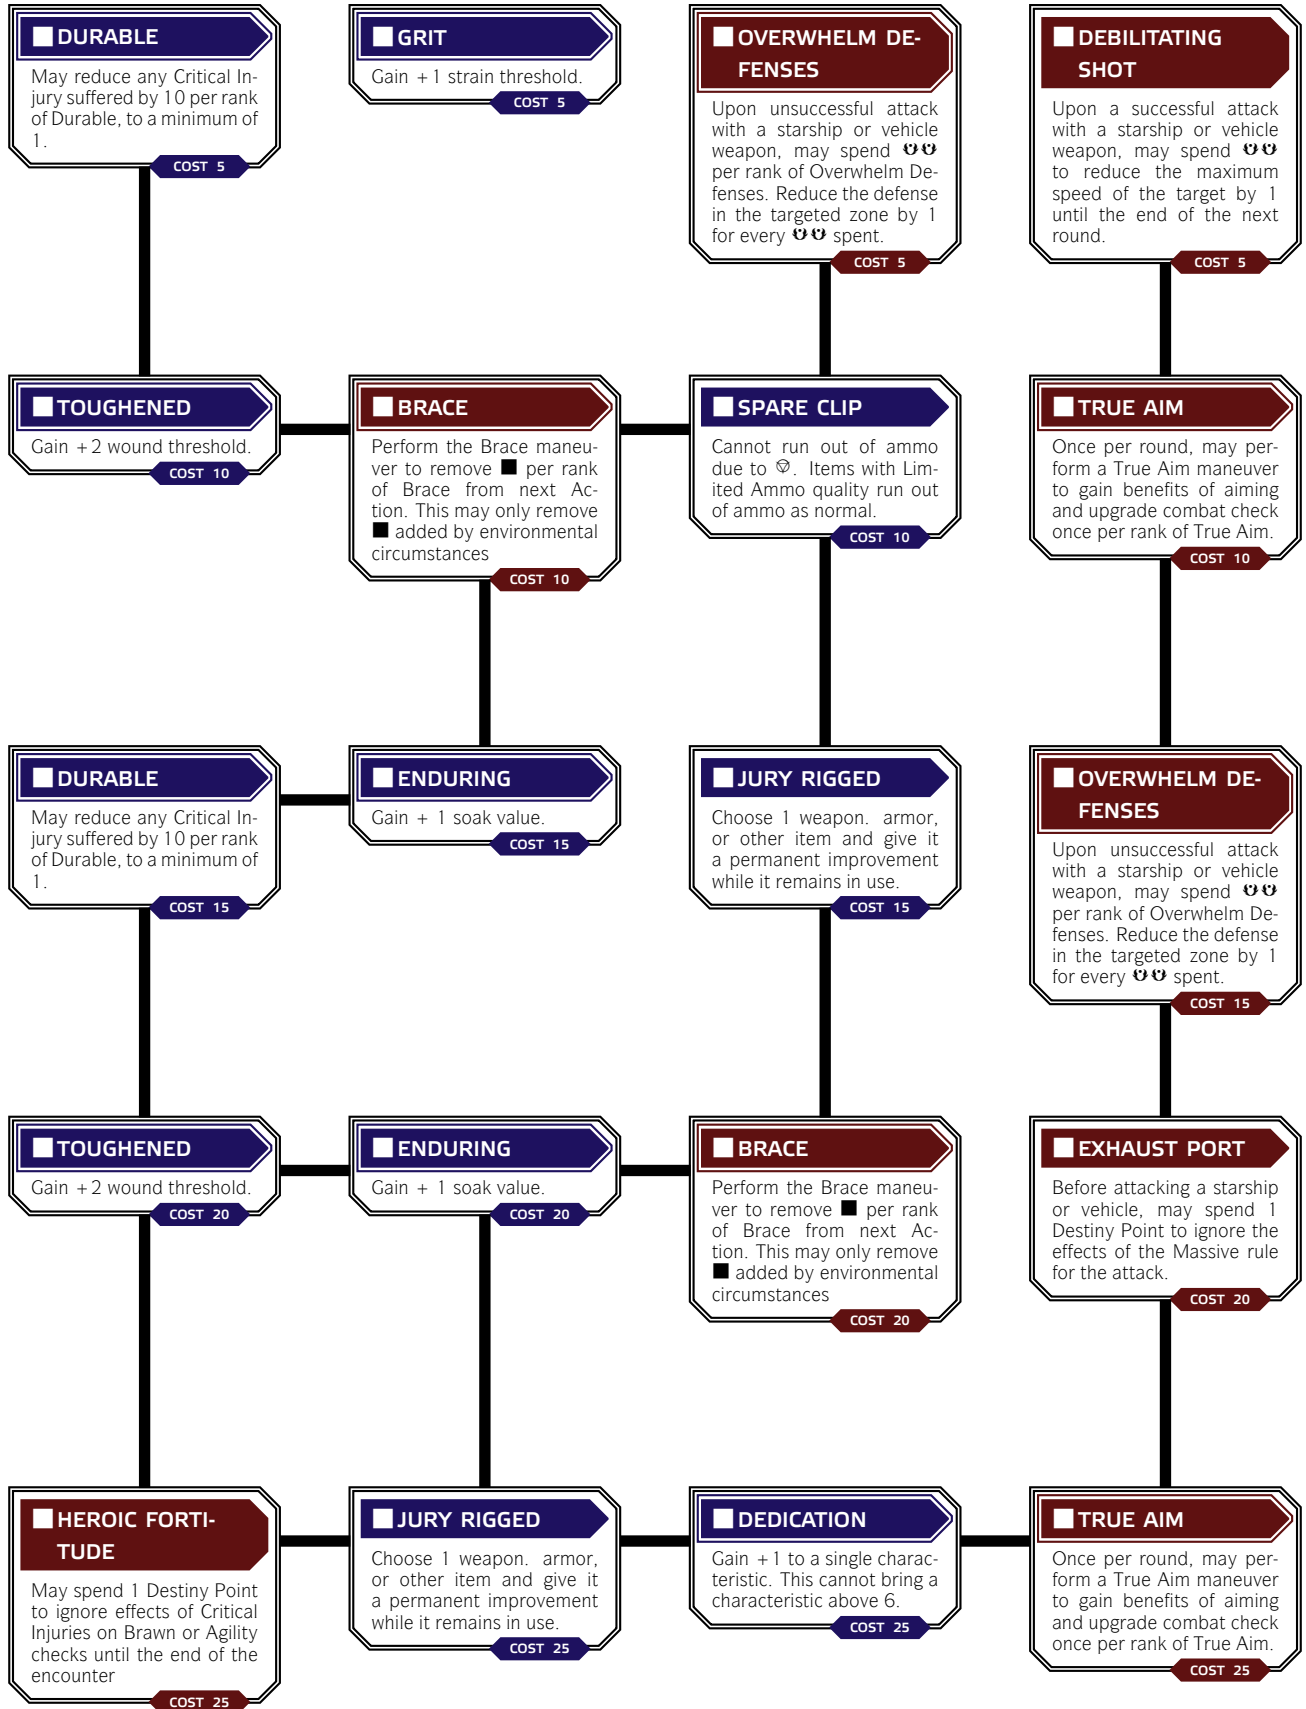 DURABLE
May reduce any Critical In-
jury suffered by 10 per rank
of Durable, to a minimum of
1.
COST 5
GRIT
Gain +1 strain threshold.
COST 5
OVERWHELM DE-
FENSES
Upon unsuccessful attack
with a starship or vehicle
weapon, may spend
per rank of Overwhelm De-
fenses. Reduce the defense
in the targeted zone by 1
for every spent.
COST 5
DEBILITATING
SHOT
Upon a successful attack
with a starship or vehicle
weapon, may spend
to reduce the maximum
speed of the target by 1
until the end of the next
round.
COST 5
TOUGHENED
Gain +2 wound threshold.
COST 10
BRACE
Perform the Brace maneu-
ver to remove ■ per rank
of Brace from next Ac-
tion. This may only remove
■ added by environmental
circumstances
COST 10
SPARE CLIP
Cannot run out of ammo
due to . Items with Lim-
ited Ammo quality run out
of ammo as normal.
COST 10
TRUE AIM
Once per round, may per-
form a True Aim maneuver
to gain benefits of aiming
and upgrade combat check
once per rank of True Aim.
COST 10
DURABLE
May reduce any Critical In-
jury suffered by 10 per rank
of Durable, to a minimum of
1.
COST 15
ENDURING
Gain + 1 soak value.
COST 15
JURY RIGGED
Choose 1 weapon. armor,
or other item and give it
a permanent improvement
while it remains in use.
COST 15
OVERWHELM DE-
FENSES
Upon unsuccessful attack
with a starship or vehicle
weapon, may spend
per rank of Overwhelm De-
fenses. Reduce the defense
in the targeted zone by 1
for every spent.
COST 15
TOUGHENED
Gain +2 wound threshold.
COST 20
ENDURING
Gain + 1 soak value.
COST 20
BRACE
Perform the Brace maneu-
ver to remove ■ per rank
of Brace from next Ac-
tion. This may only remove
■ added by environmental
circumstances
COST 20
EXHAUST PORT
Before attacking a starship
or vehicle, may spend 1
Destiny Point to ignore the
effects of the Massive rule
for the attack.
COST 20
HEROIC FORTI-
TUDE
May spend 1 Destiny Point
to ignore effects of Critical
Injuries on Brawn or Agility
checks until the end of the
encounter
COST 25
JURY RIGGED
Choose 1 weapon. armor,
or other item and give it
a permanent improvement
while it remains in use.
COST 25
DEDICATION
Gain +1 to a single charac-
teristic. This cannot bring a
characteristic above 6.
COST 25
TRUE AIM
Once per round, may per-
form a True Aim maneuver
to gain benefits of aiming
and upgrade combat check
once per rank of True Aim.
COST 25